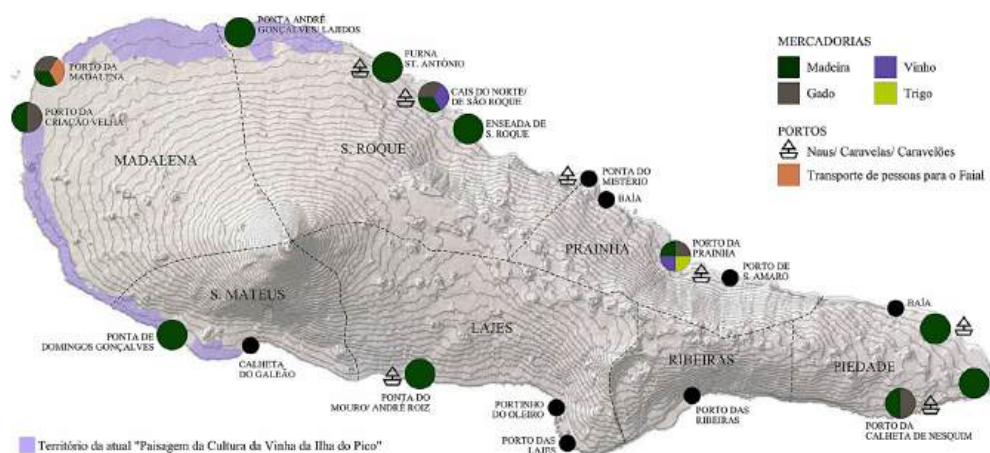 PONTA ANDRÉ
GONÇALVES/ LAJIDOS
PORTO DA
MADALENA
FURNA
ST. ANTÓNIO
CAIS DO NORTE/
DE SÃO ROQUE
PORTO DA
CRIAÇÃO VELHA
ENSEADA DE
S. ROQUE
MADALENA
S. ROQUE
PONTA DO
MISTÉRIO
BAÍA
PRAINHA
PORTO DA
PRAINHA
PORTO DE
S. AMARO
S. MATEUS
LAJES
BAÍA
RIBEIRAS
PIEDADE
PONTA DE
DOMINGOS GONÇALVES
CALHETA
DO GALEÃO
PONTA DO
MOURO/ ANDRÉ ROIZ
PORTINHO
DO OLEIRO
PORTO DAS
LAJES
PORTO DAS
RIBEIRAS
PORTO DA
CALHETA DE NESQUIM
MERCADORIAS
Madeira
Vinho
Gado
Trigo
PORTOS
Naus/ Caravelas/ Caravelões
Transporte de pessoas para o Faial
Território da atual "Paisagem da Cultura da Vinha da Ilha do Pico"